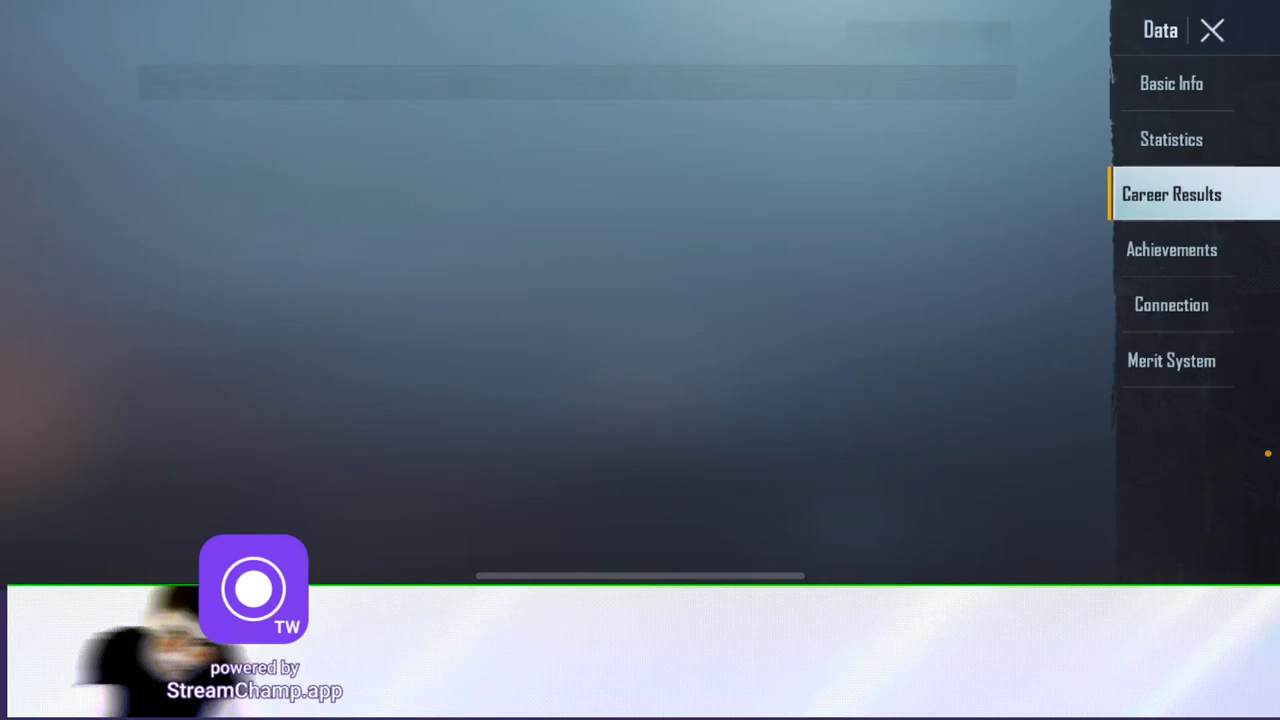 Data
Basic Info
Statistics
Career Results
Achievements
Connection
Merit System
TW
powered by
StreamChamp.app